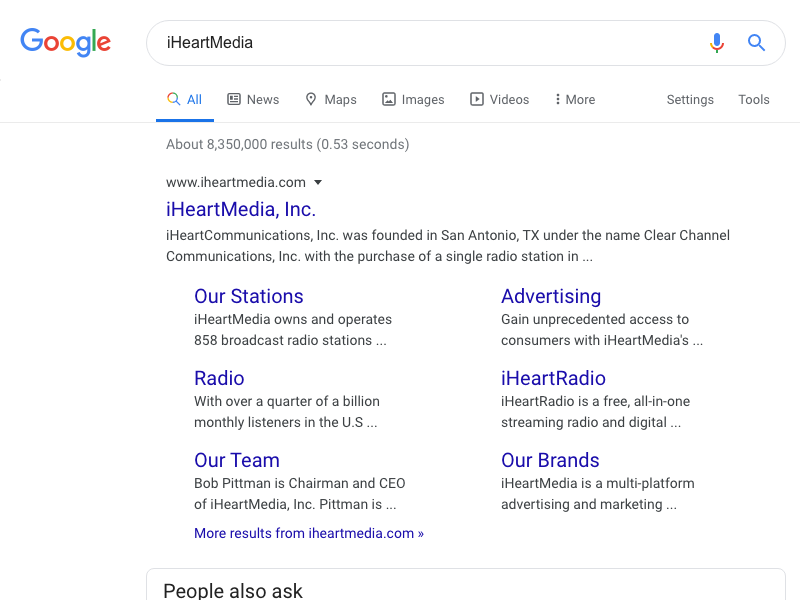 Google
iHeartMedia
All News Maps Images Videos More Settings Tools
About 8,350,000 results (0.53 seconds)
www.iheartmedia.com
iHeartMedia, Inc.
iHeartCommunications, Inc. was founded in San Antonio, TX under the name Clear Channel
Communications, Inc. with the purchase of a single radio station in ...
Our Stations
iHeartMedia owns and operates
858 broadcast radio stations ...
Advertising
Gain unprecedented access to
consumers with iHeartMedia's ...
Radio
With over a quarter of a billion
monthly listeners in the U.S ...
iHeartRadio
iHeartRadio is a free, all-in-one
streaming radio and digital ...
Our Team
Bob Pittman is Chairman and CEO
of iHeartMedia, Inc. Pittman is ...
Our Brands
iHeartMedia is a multi-platform
advertising and marketing ...
More results from iheartmedia.com »
People also ask